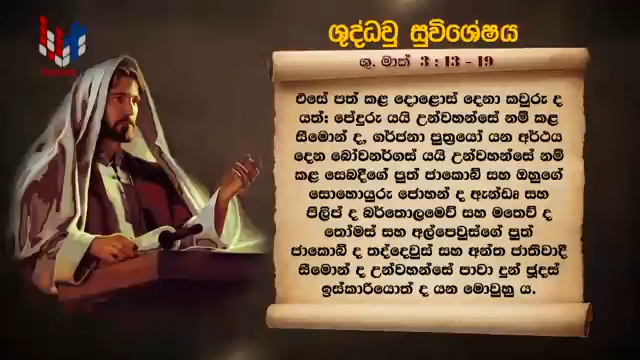 ශුද්ධවු සුවිශේෂය
ශු. මාක් 3 : 13 - 19
එසේ පත් කළ දොළොස් දෙනා කවුරු ද
යත්: පේදුරු යයි උන්වහන්සේ නම් කළ
සීමොන් ද, ගර්ජනා පුත්‍රයෝ යන අර්ථය
දෙන බෝවනර්ගස් යයි උන්වහන්සේ නම්
කළ සෙබදීගේ පුත් ජාකොබ් සහ ඔහුගේ
සොහොයුරු ජොහන් ද ඇන්ඩෲ සහ
පිලිප් ද බර්තොලමෙව් සහ මතෙව් ද
තෝමස් සහ අල්පෙවුස්ගේ පුත්
ජාකොබ් ද තද්දෙවුස් සහ අන්ත ජාතිවාදී
සීමොන් ද උන්වහන්සේ පාවා දුන් ජූදස්
ඉස්කාරියොත් ද යන මොවුහු ය.